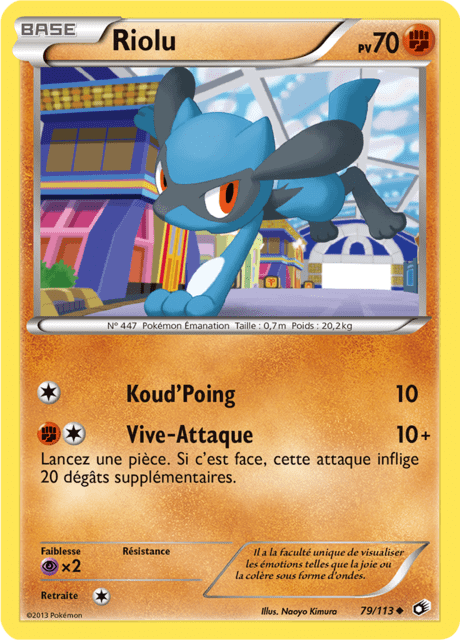 BASE Riolu PV70
N° 447 Pokémon Émanation Taille : 0,7m Poids : 20,2kg
Koud'Poing 10
Vive-Attaque 10+
Lancez une pièce. Si c'est face, cette attaque inflige
20 dégâts supplémentaires.
Faiblesse Résistance
×2
Retraite
Il a la faculté unique de visualiser
les émotions telles que la joie ou
la colère sous forme d'ondes.
©2013 Pokémon Illus. Naoyo Kimura 79/113